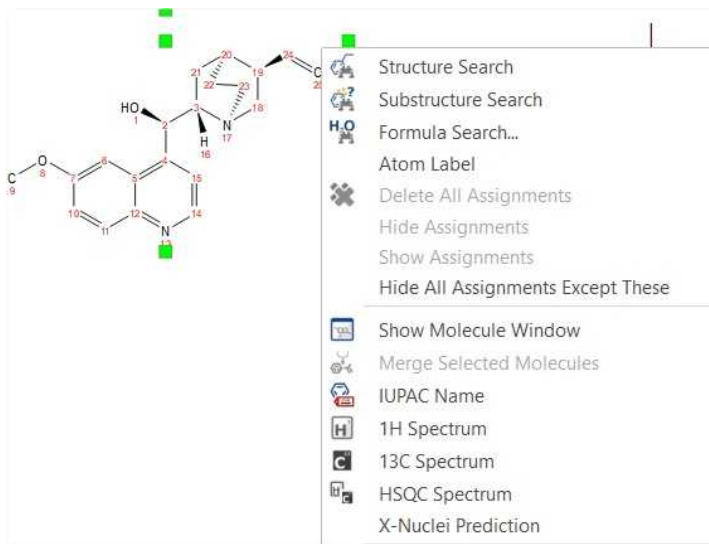 20
24
21
19
22
23
C
25
HO
1
2
3
N
17
18
H
16
O
8
C
9
7
6
5
4
15
10
11
12
14
N
13
Structure Search
Substructure Search
H₂O Formula Search...
Atom Label
Delete All Assignments
Hide Assignments
Show Assignments
Hide All Assignments Except These
Show Molecule Window
Merge Selected Molecules
IUPAC Name
H 1H Spectrum
C 13C Spectrum
HSQC Spectrum
X-Nuclei Prediction